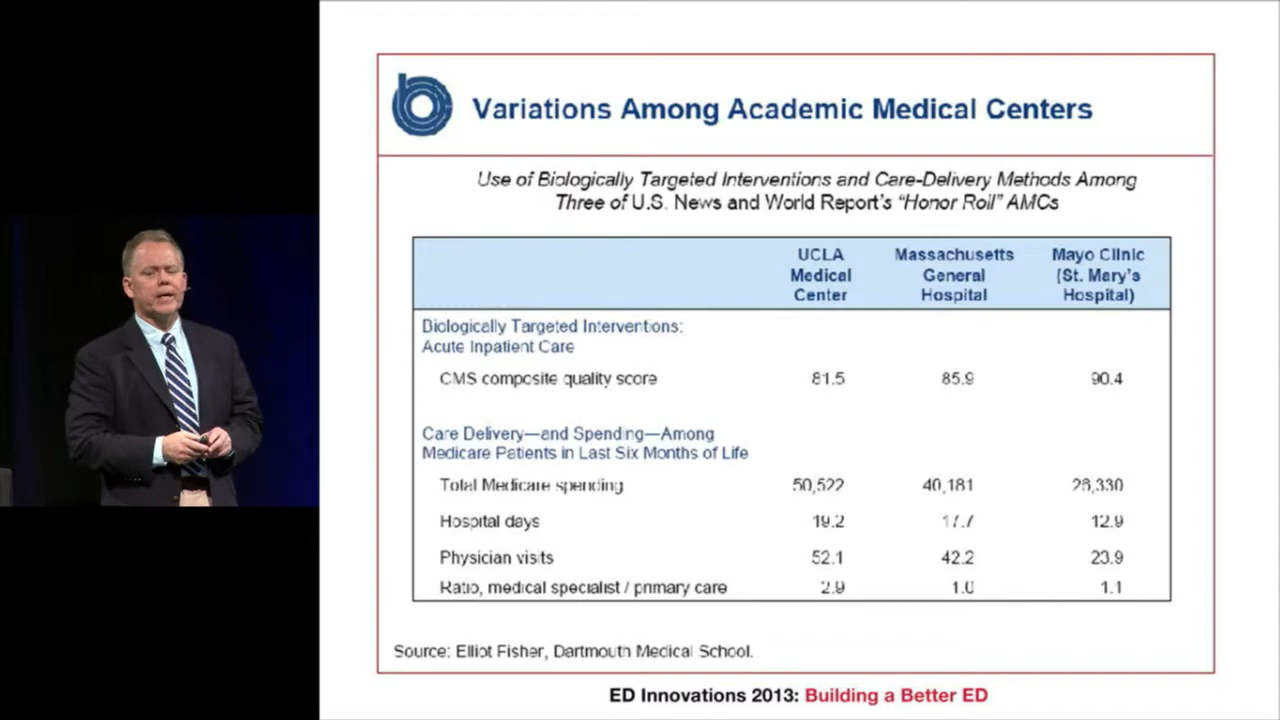 Variations Among Academic Medical Centers
Use of Biologically Targeted Interventions and Care-Delivery Methods Among
Three of U.S. News and World Report's “Honor Roll” AMCs
UCLA Medical Center
Massachusetts General Hospital
Mayo Clinic (St. Mary's Hospital)
Biologically Targeted Interventions:
Acute Inpatient Care
CMS composite quality score 81.5 85.9 90.4
Care Delivery—and Spending—Among
Medicare Patients in Last Six Months of Life
Total Medicare spending 50,522 40,181 26,330
Hospital days 19.2 17.7 12.9
Physician visits 52.1 42.2 23.9
Ratio, medical specialist / primary care 2.9 1.0 1.1
Source: Elliot Fisher, Dartmouth Medical School.
ED Innovations 2013: Building a Better ED